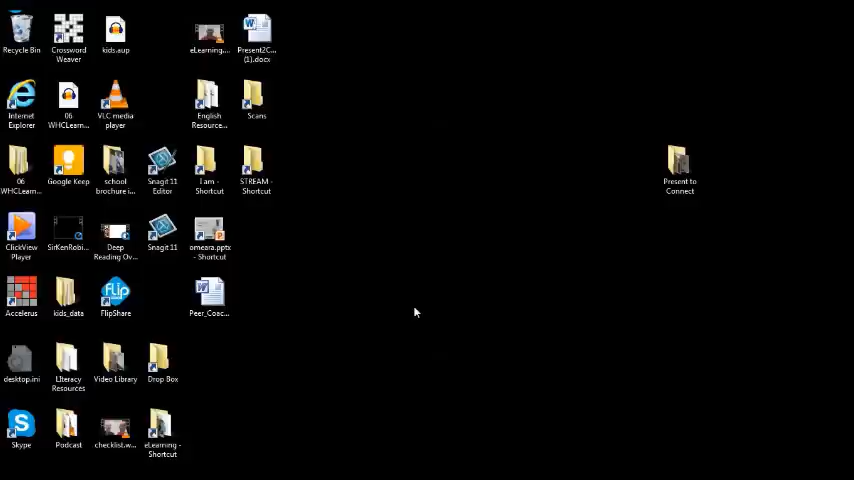 Recycle Bin
Crossword
Weaver
kids.aup
eLearning....
Present2C...
(1).docx
Internet
Explorer
06
WHCLearn...
VLC media
player
English
Resource...
Scans
06
WHCLearn...
Google Keep
school
brochure i...
Snagit 11
Editor
I am -
Shortcut
STREAM -
Shortcut
Present to
Connect
ClickView
Player
SirKenRobi...
Deep
Reading Ov...
Snagit 11
omeara.pptx
- Shortcut
Accelerus
kids_data
FlipShare
Peer_Coac...
desktop.ini
Literacy
Resources
Video Library
Drop Box
Skype
Podcast
checklist.w...
eLearning -
Shortcut